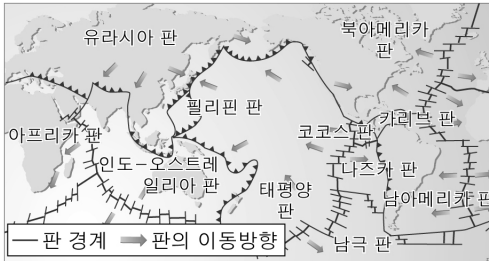 유라시아 판
북아메리카
판
필리핀 판
아프리카 판
코코스 판
카리브 판
인도-오스트레
일리아 판
나즈카 판
태평양
판
남아메리카 판
남극 판
판 경계
판의 이동방향